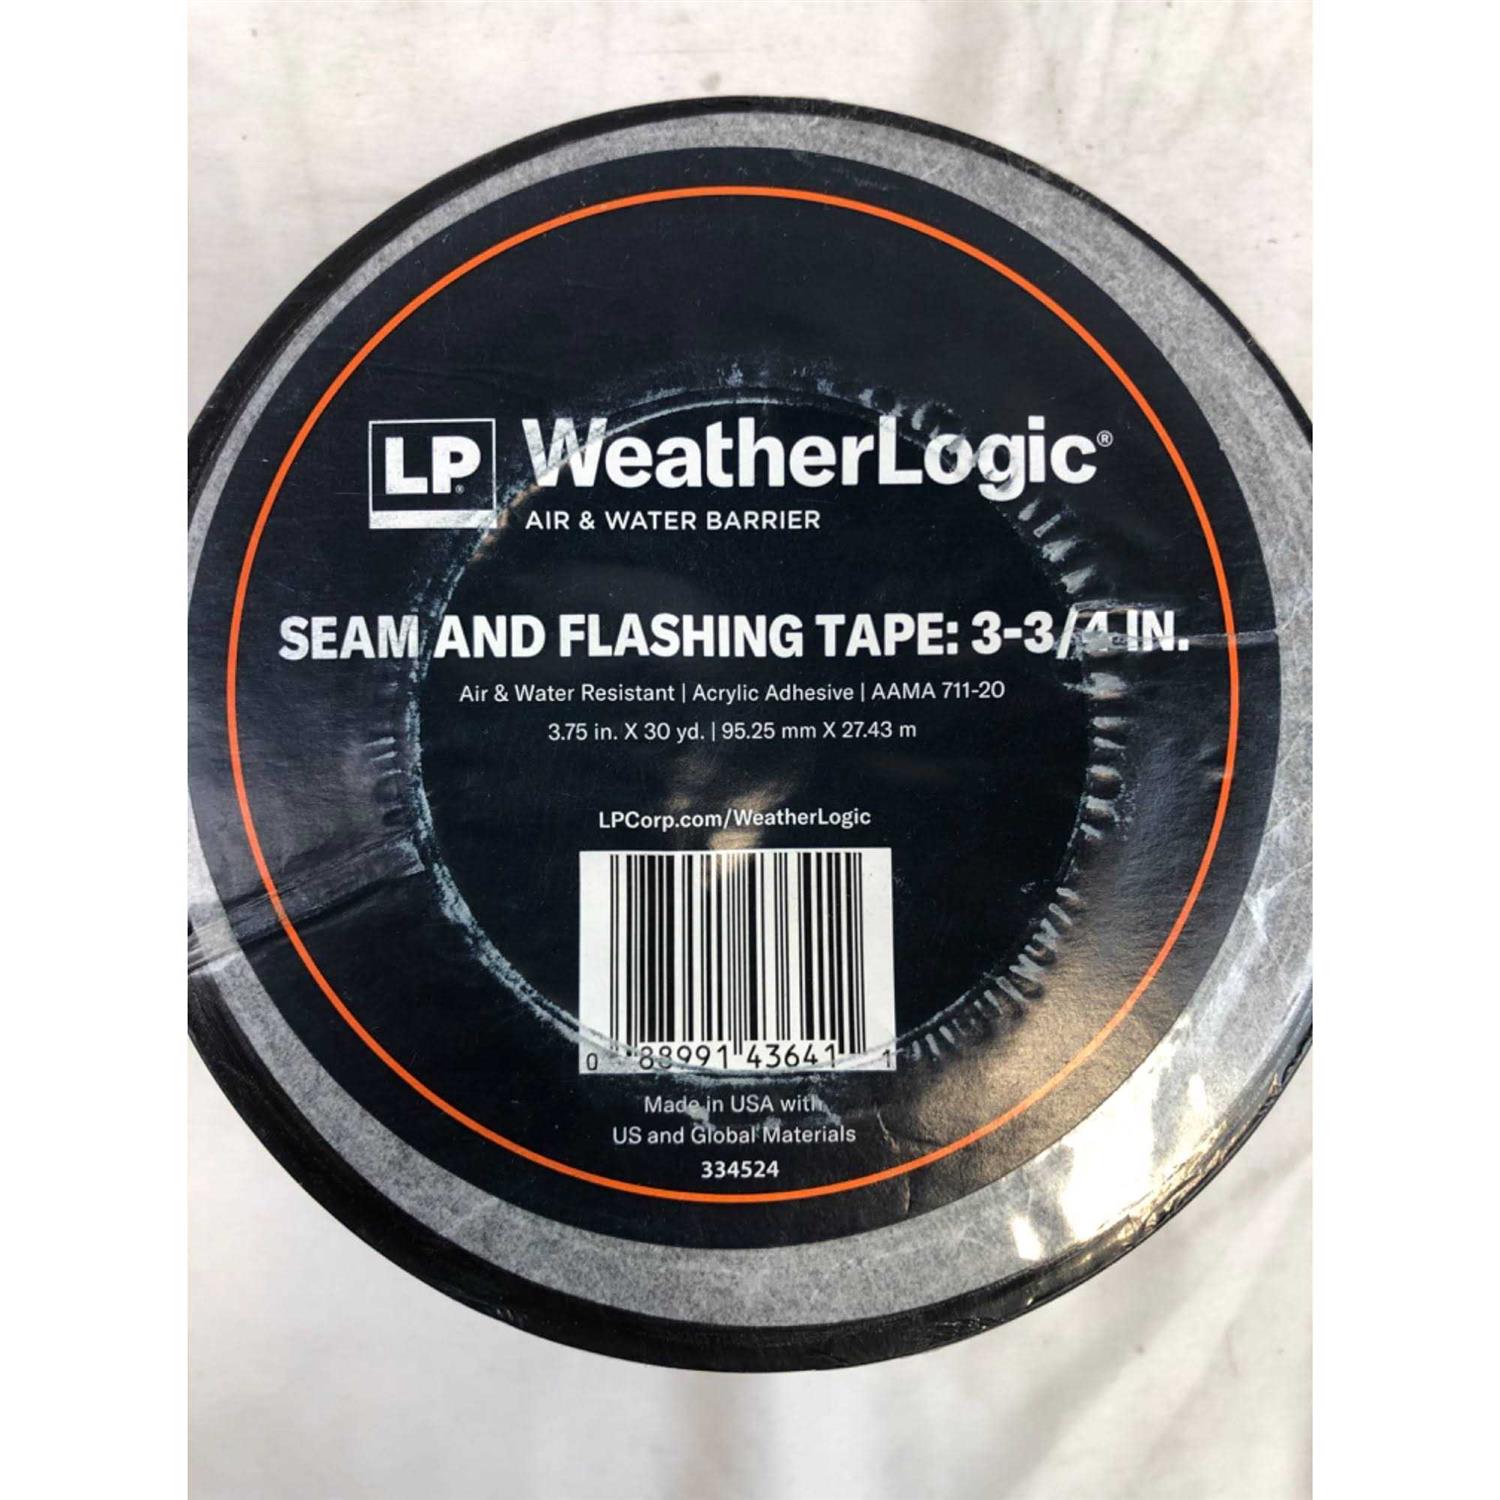 LP® WeatherLogic®
AIR & WATER BARRIER
SEAM AND FLASHING TAPE: 3-3/4 IN.
Air & Water Resistant | Acrylic Adhesive | AAMA 711-20
3.75 in. X 30 yd. | 95.25 mm X 27.43 m
LPCorp.com/WeatherLogic
0 88991 43641 1
Made in USA with
US and Global Materials
334524